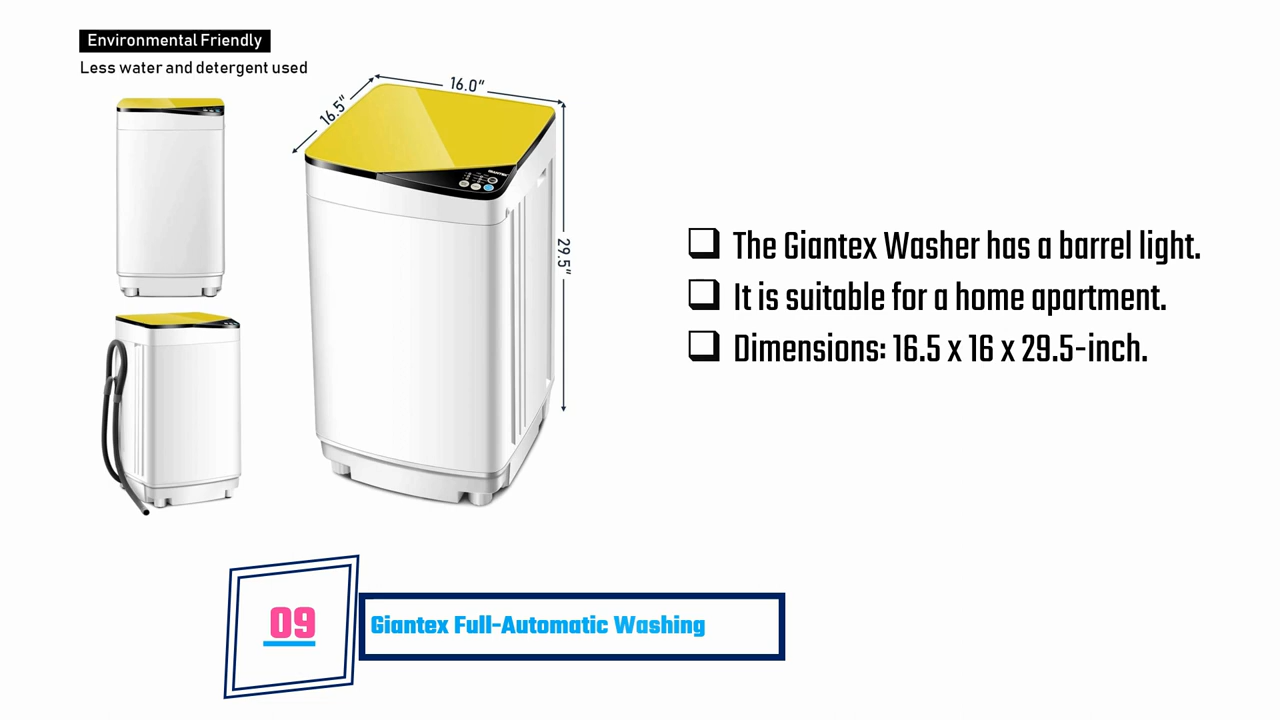 Environmental Friendly
Less water and detergent used
16.5″
16.0″
29.5″
GIANTEX
The Giantex Washer has a barrel light.
It is suitable for a home apartment.
Dimensions: 16.5 x 16 x 29.5-inch.
09
Giantex Full-Automatic Washing